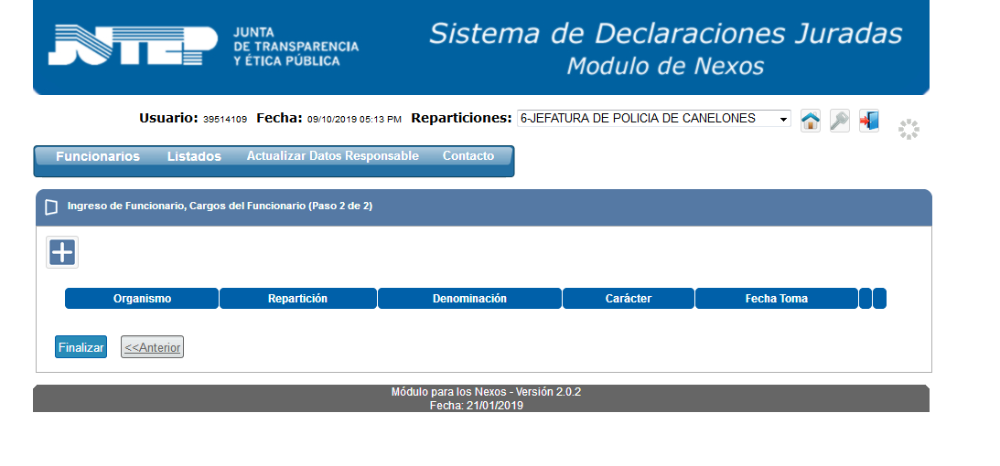 JUTEP
JUNTA
DE TRANSPARENCIA
Y ÉTICA PÚBLICA
Sistema de Declaraciones Juradas
Modulo de Nexos
Usuario: 39514109 Fecha: 09/10/2019 05:13 PM Reparticiones: 6-JEFATURA DE POLICIA DE CANELONES
Funcionarios Listados Actualizar Datos Responsable Contacto
Ingreso de Funcionario, Cargos del Funcionario (Paso 2 de 2)
Organismo Repartición Denominación Carácter Fecha Toma
Finalizar <<Anterior
Módulo para los Nexos - Versión 2.0.2
Fecha: 21/01/2019